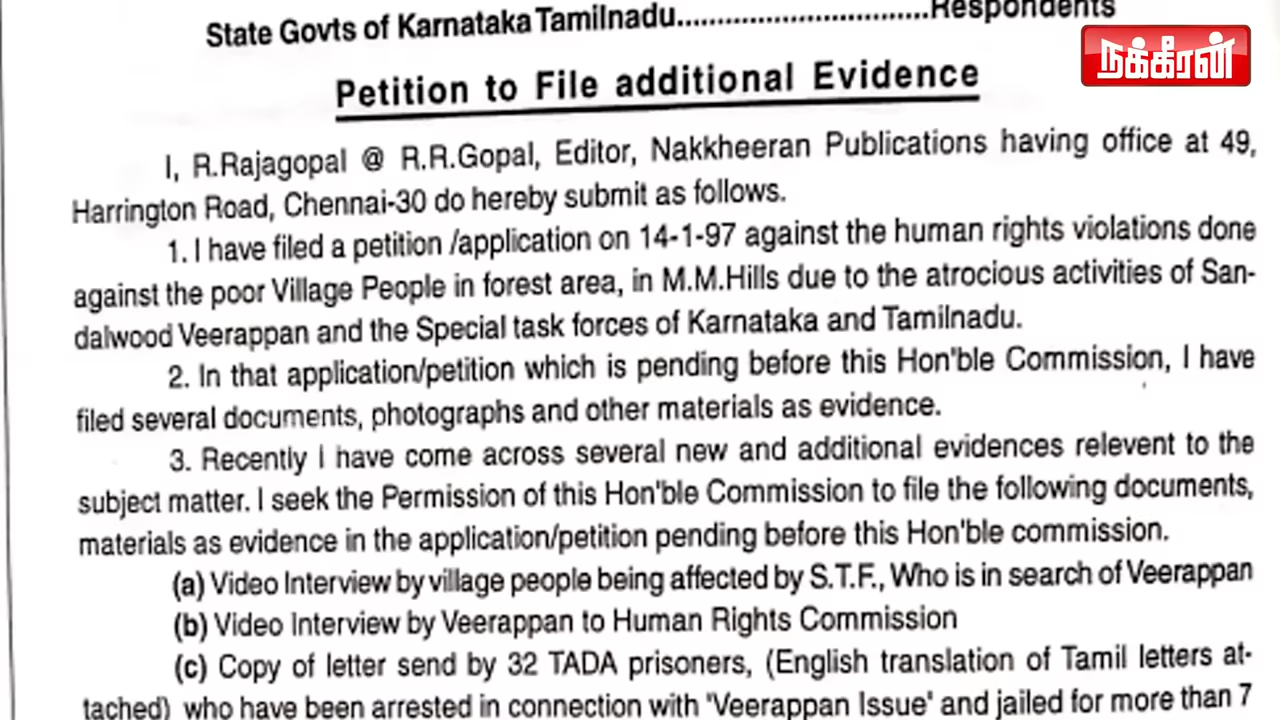 State Govts of Karnataka Tamilnadu...............................Respondents
நக்கீரன்
Petition to File additional Evidence
I, R.Rajagopal @ R.R.Gopal, Editor, Nakkheeran Publications having office at 49,
Harrington Road, Chennai-30 do hereby submit as follows.
1. I have filed a petition /application on 14-1-97 against the human rights violations done
against the poor Village People in forest area, in M.M.Hills due to the atrocious activities of San-
dalwood Veerappan and the Special task forces of Karnataka and Tamilnadu.
2. In that application/petition which is pending before this Hon'ble Commission, I have
filed several documents, photographs and other materials as evidence.
3. Recently I have come across several new and additional evidences relevent to the
subject matter. I seek the Permission of this Hon'ble Commission to file the following documents,
materials as evidence in the application/petition pending before this Hon'ble commission.
(a) Video Interview by village people being affected by S.T.F., Who is in search of Veerappan
(b) Video Interview by Veerappan to Human Rights Commission
(c) Copy of letter send by 32 TADA prisoners, (English translation of Tamil letters at-
tached) who have been arrested in connection with 'Veerappan Issue' and jailed for more than 7